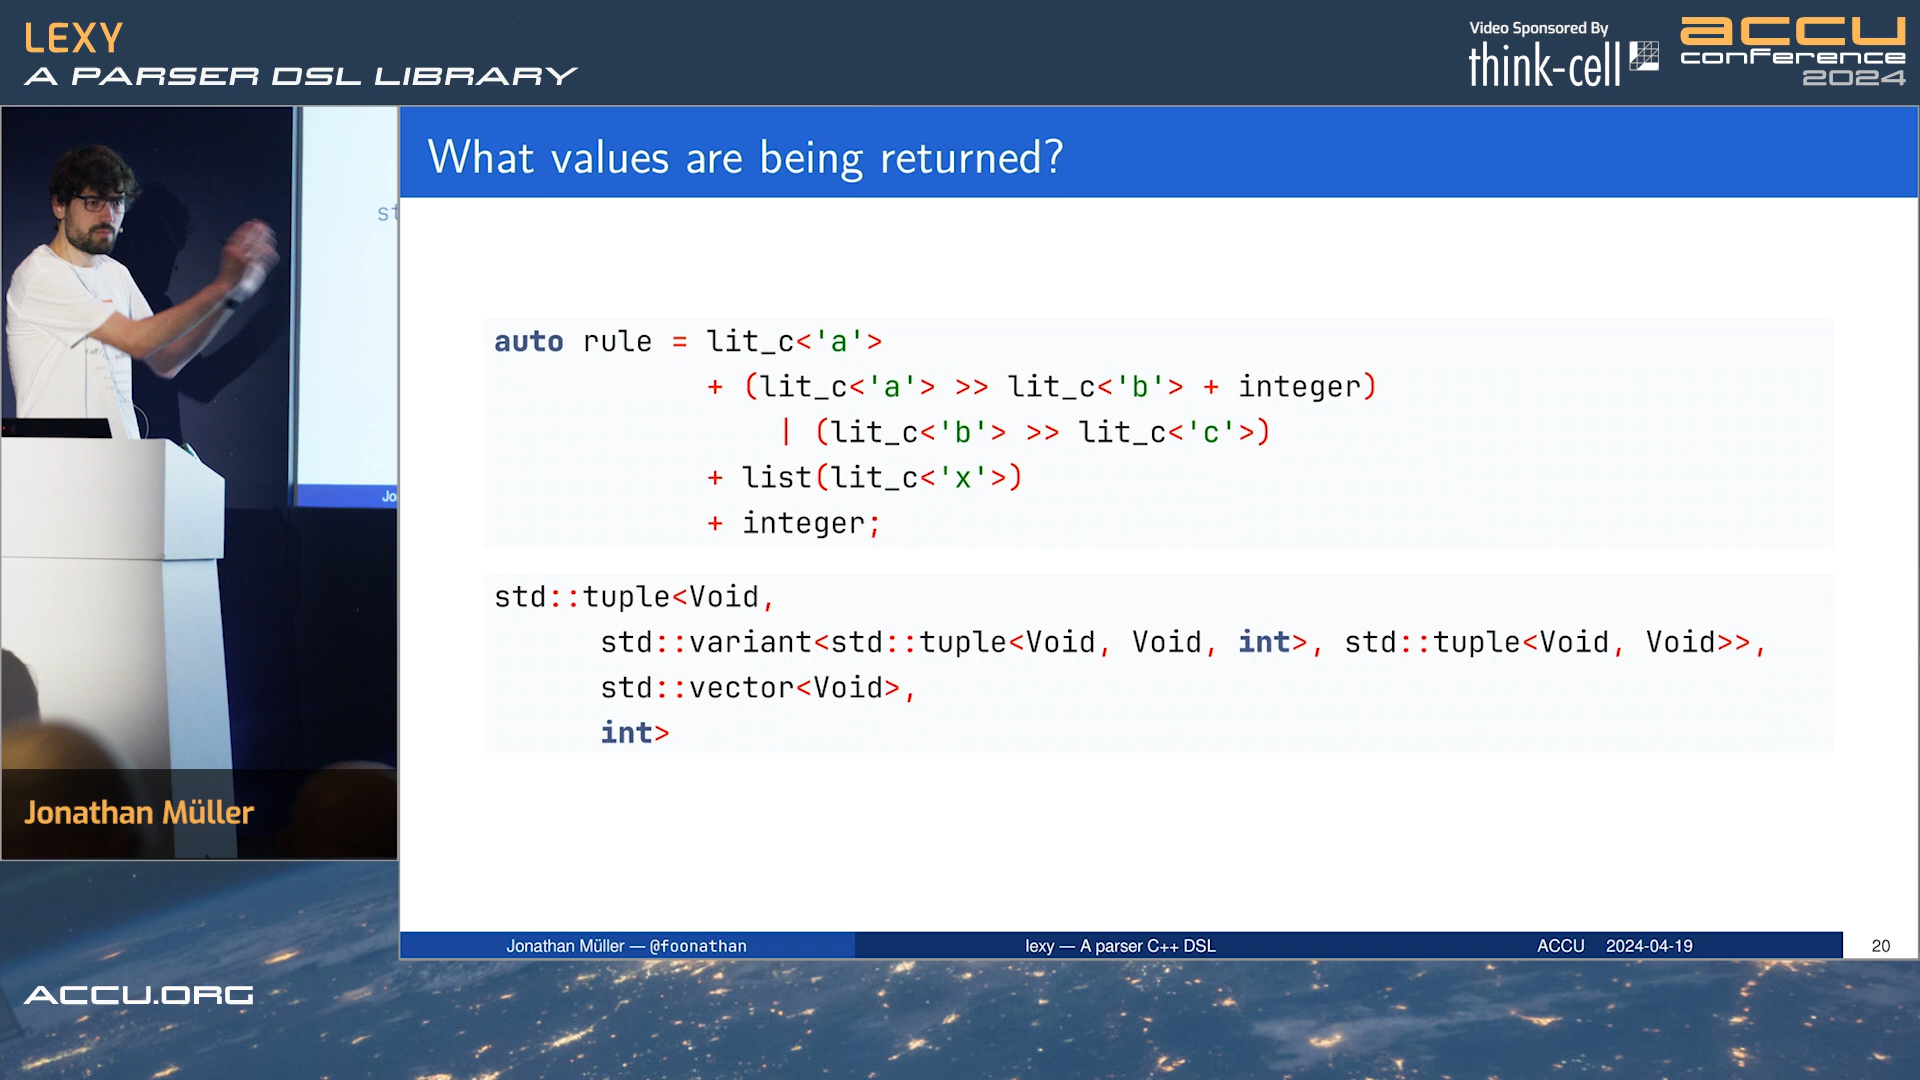 LEXY
A PARSER DSL LIBRARY
Video Sponsored By
think-cell
accu
conference
2024
What values are being returned?
st
auto rule = lit_c<'a'>
+ (lit_c<'a'> >> lit_c<'b'> + integer)
| (lit_c<'b'> >> lit_c<'c'>)
+ list(lit_c<'x'>)
+ integer;
std::tuple<Void,
std::variant<std::tuple<Void, Void, int>, std::tuple<Void, Void>>,
std::vector<Void>,
int>
Jo
Jonathan Müller
Jonathan Müller — @foonathan
lexy — A parser C++ DSL
ACCU 2024-04-19
20
ACCU.ORG